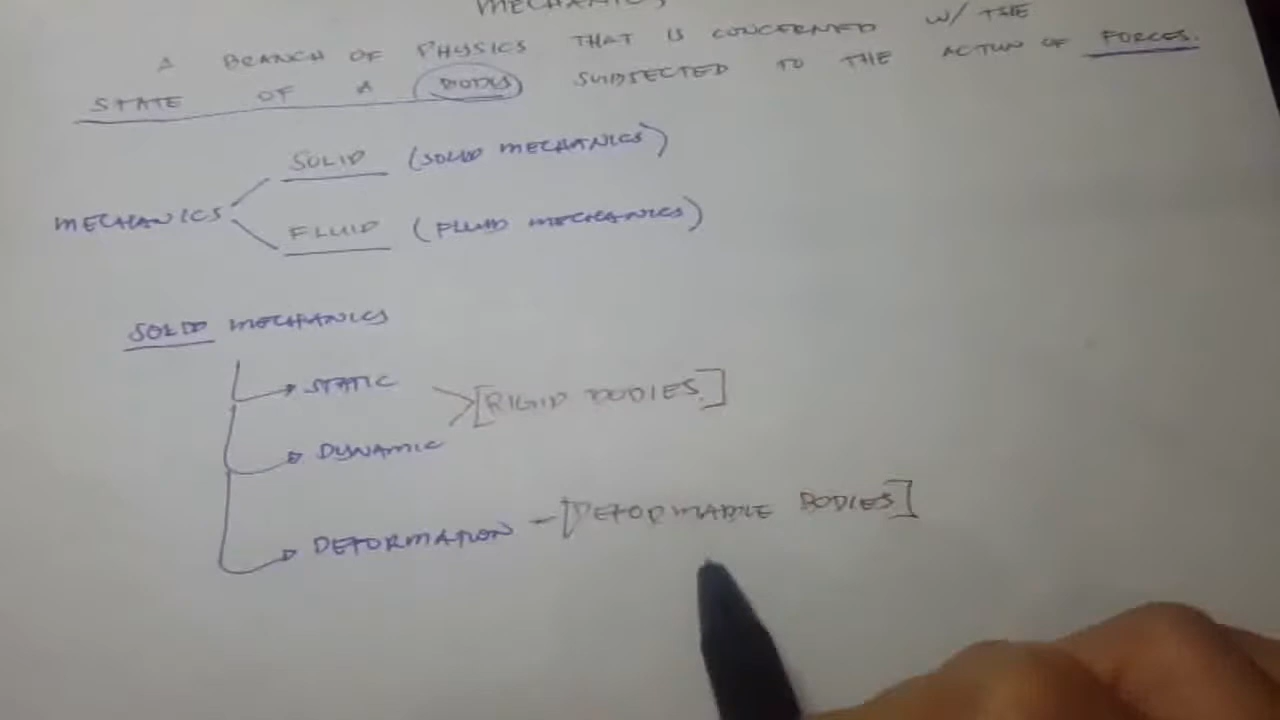 MECHANICS
A BRANCH OF PHYSICS THAT IS CONCERNED W/ THE
STATE OF A BODIES SUBJECTED TO THE ACTION OF FORCES.
SOLID (SOLID MECHANICS)
MECHANICS
FLUID (FLUID MECHANICS)
SOLID MECHANICS
STATIC
[RIGID BODIES.]
DYNAMIC
DEFORMATION - [DEFORMABLE BODIES]